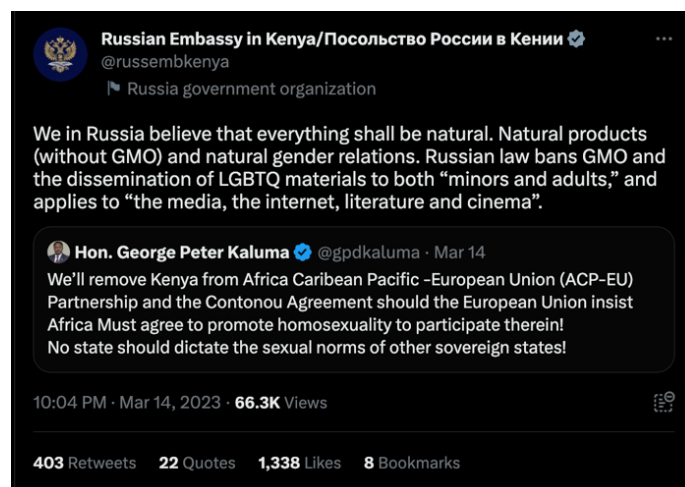 Russian Embassy in Kenya/Посольство России в Кении
@russembkenya
Russia government organization
We in Russia believe that everything shall be natural. Natural products
(without GMO) and natural gender relations. Russian law bans GMO and
the dissemination of LGBTQ materials to both “minors and adults,” and
applies to “the media, the internet, literature and cinema”.
Hon. George Peter Kaluma @gpdkaluma · Mar 14
We’ll remove Kenya from Africa Caribean Pacific -European Union (ACP-EU)
Partnership and the Contonou Agreement should the European Union insist
Africa Must agree to promote homosexuality to participate therein!
No state should dictate the sexual norms of other sovereign states!
10:04 PM · Mar 14, 2023 · 66.3K Views
403 Retweets 22 Quotes 1,338 Likes 8 Bookmarks